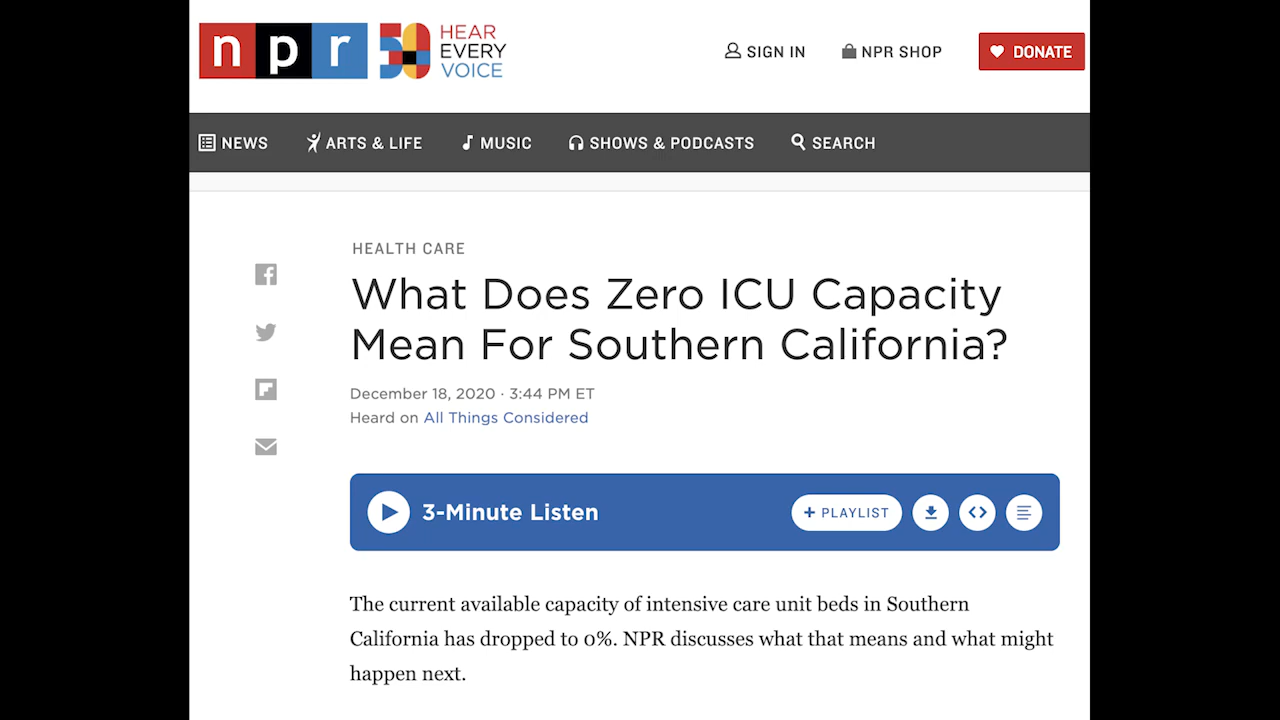 npr 50 HEAR EVERY VOICE
SIGN IN NPR SHOP DONATE
NEWS ARTS & LIFE MUSIC SHOWS & PODCASTS SEARCH
HEALTH CARE
What Does Zero ICU Capacity
Mean For Southern California?
December 18, 2020 · 3:44 PM ET
Heard on All Things Considered
3-Minute Listen + PLAYLIST
The current available capacity of intensive care unit beds in Southern
California has dropped to 0%. NPR discusses what that means and what might
happen next.